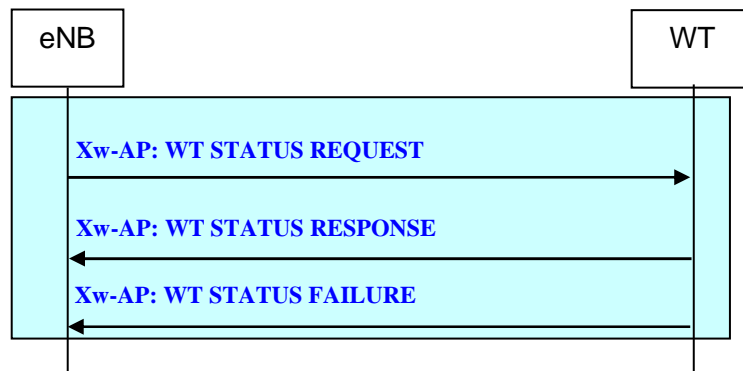 eNB
WT
Xw-AP: WT STATUS REQUEST
Xw-AP: WT STATUS RESPONSE
Xw-AP: WT STATUS FAILURE